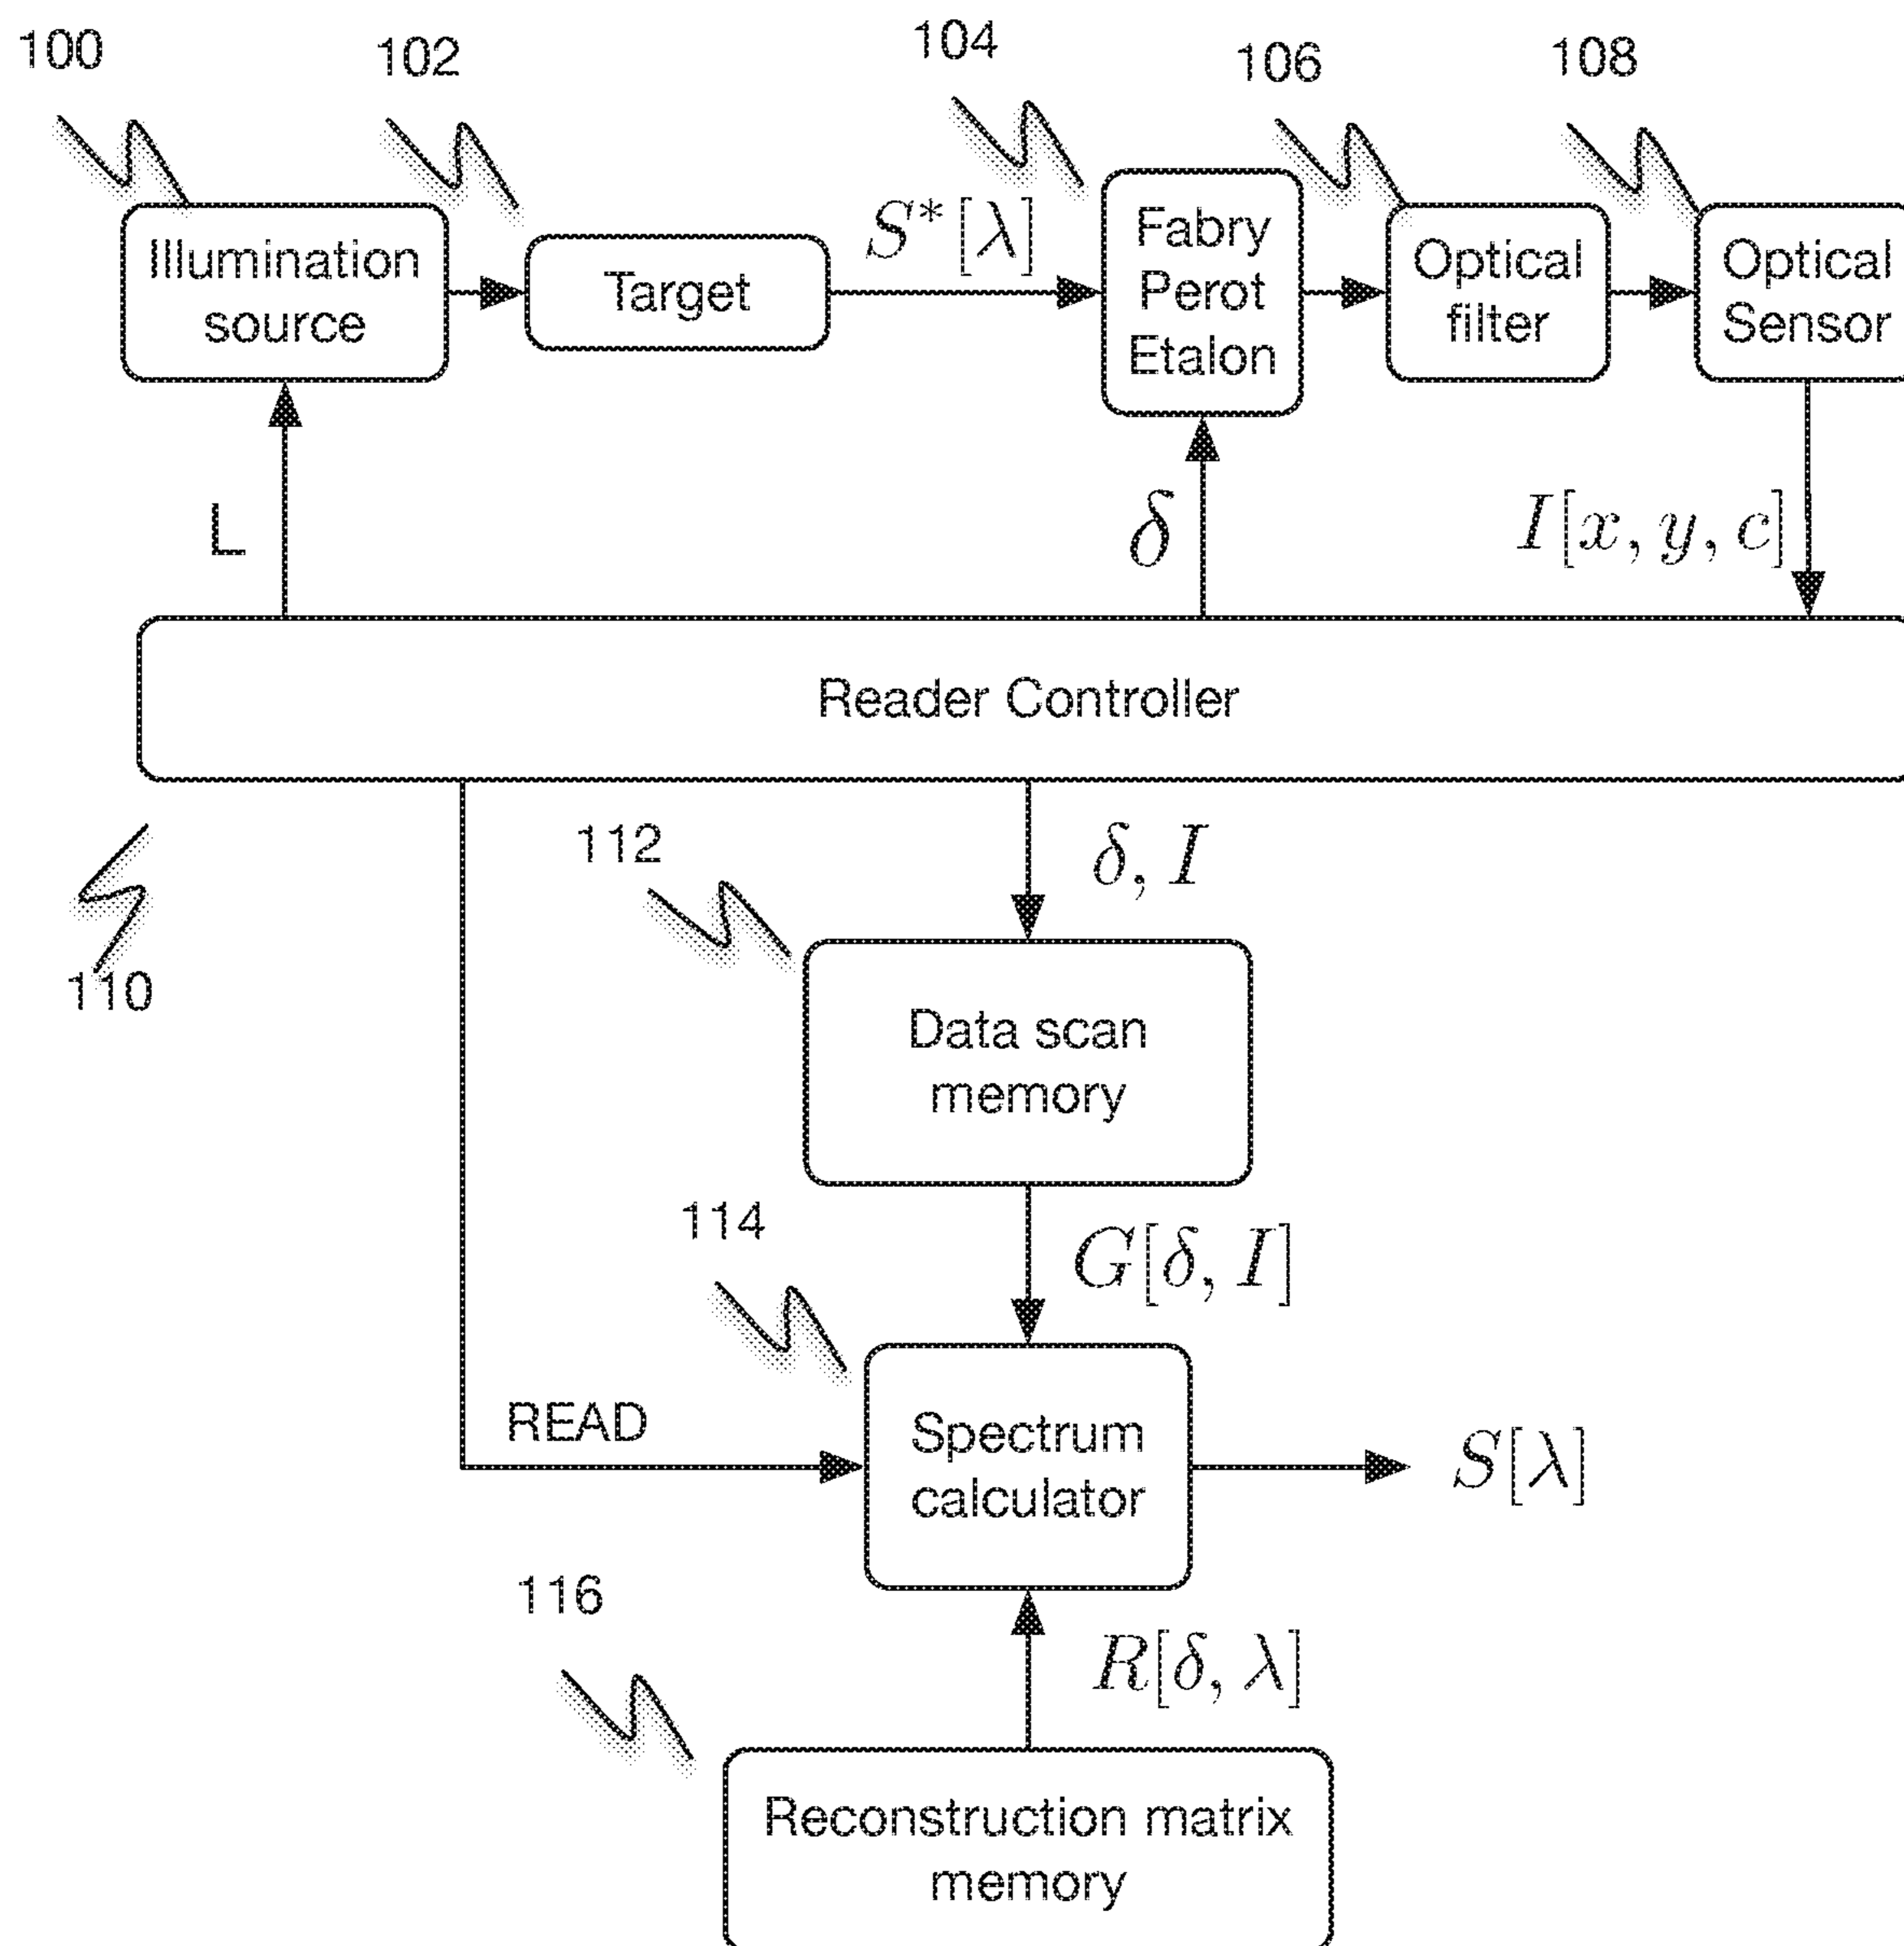 100
102
104
106
108
Illumination
source
Target
S*[λ]
Fabry
Perot
Etalon
Optical
filter
Optical
Sensor
L
δ
I[x, y, c]
Reader Controller
110
112
δ, I
Data scan
memory
114
G[δ, I]
READ
Spectrum
calculator
S[λ]
116
R[δ, λ]
Reconstruction matrix
memory